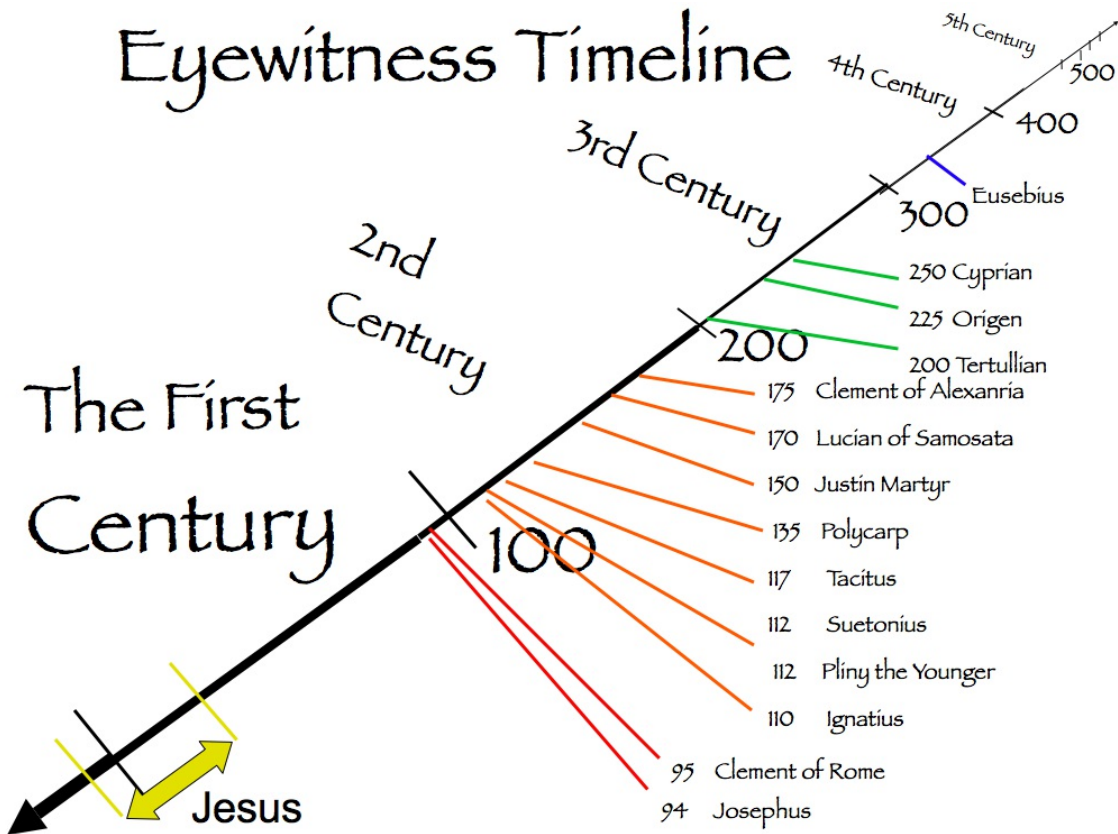 Eyewitness Timeline
5th Century
500
4th Century
400
3rd Century
Eusebius
300
2nd
Century
250 Cyprian
225 Origen
200
200 Tertullian
The First
Century
175 Clement of Alexanria
170 Lucian of Samosata
150 Justin Martyr
135 Polycarp
100
117 Tacitus
112 Suetonius
112 Pliny the Younger
110 Ignatius
95 Clement of Rome
94 Josephus
Jesus